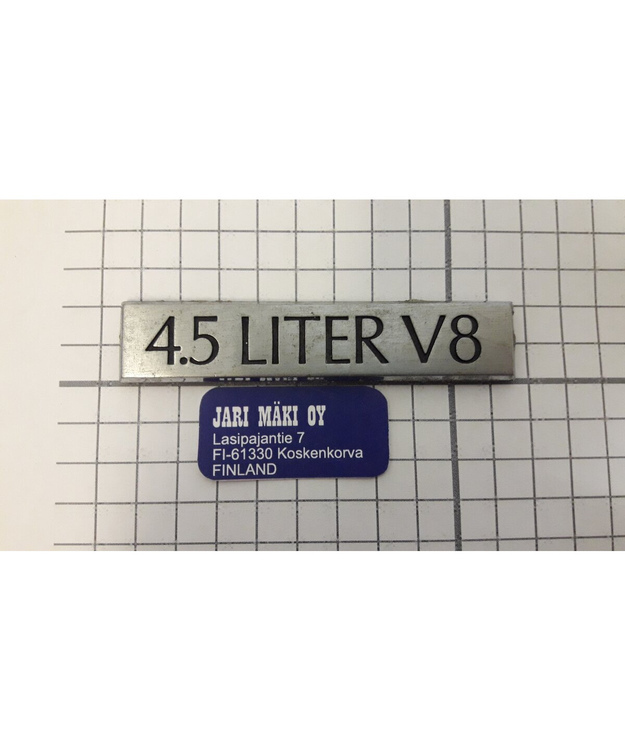 4.5 LITER V8
JARI MÄKI OY
Lasipajantie 7
FI-61330 Koskenkorva
FINLAND